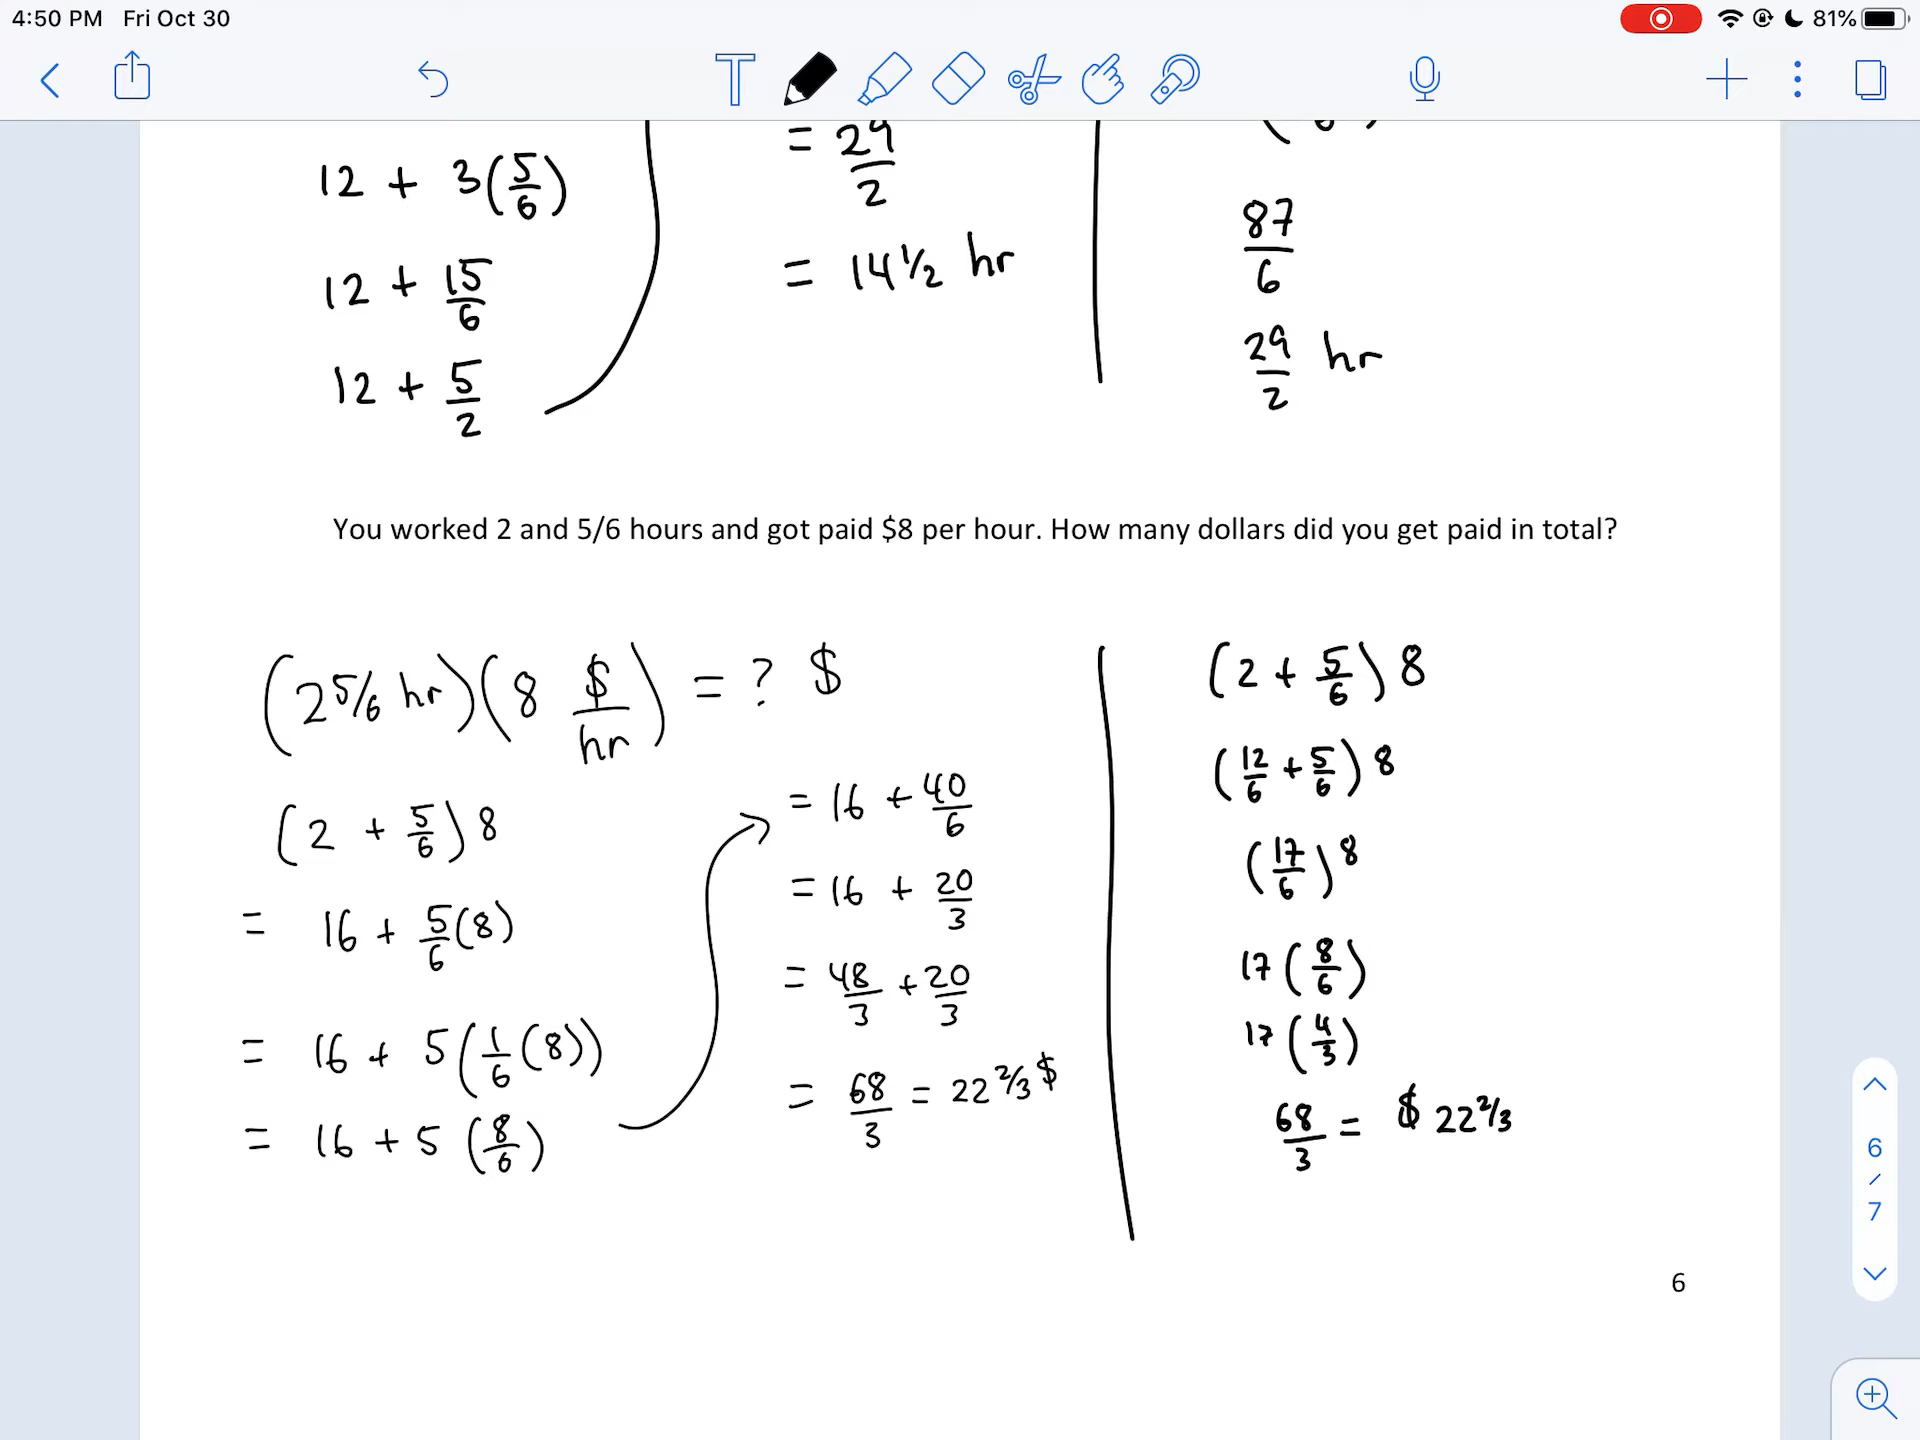 4:50 PM Fri Oct 30
81%
12 + 3(5/6)
12 + 15/6
12 + 5/2
= 29/2
= 14 1/2 hr
87/6
29/2 hr
You worked 2 and 5/6 hours and got paid $8 per hour. How many dollars did you get paid in total?
(2 5/6 hr)(8 $/hr) = ? $
(2 + 5/6)8
= 16 + 5/6(8)
= 16 + 5(1/6(8))
= 16 + 5(8/6)
= 16 + 40/6
= 16 + 20/3
= 48/3 + 20/3
= 68/3 = 22 2/3 $
(2 + 5/6)8
(12/6 + 5/6)8
(17/6)8
17(8/6)
17(4/3)
68/3 = $ 22 2/3
6
6
/
7